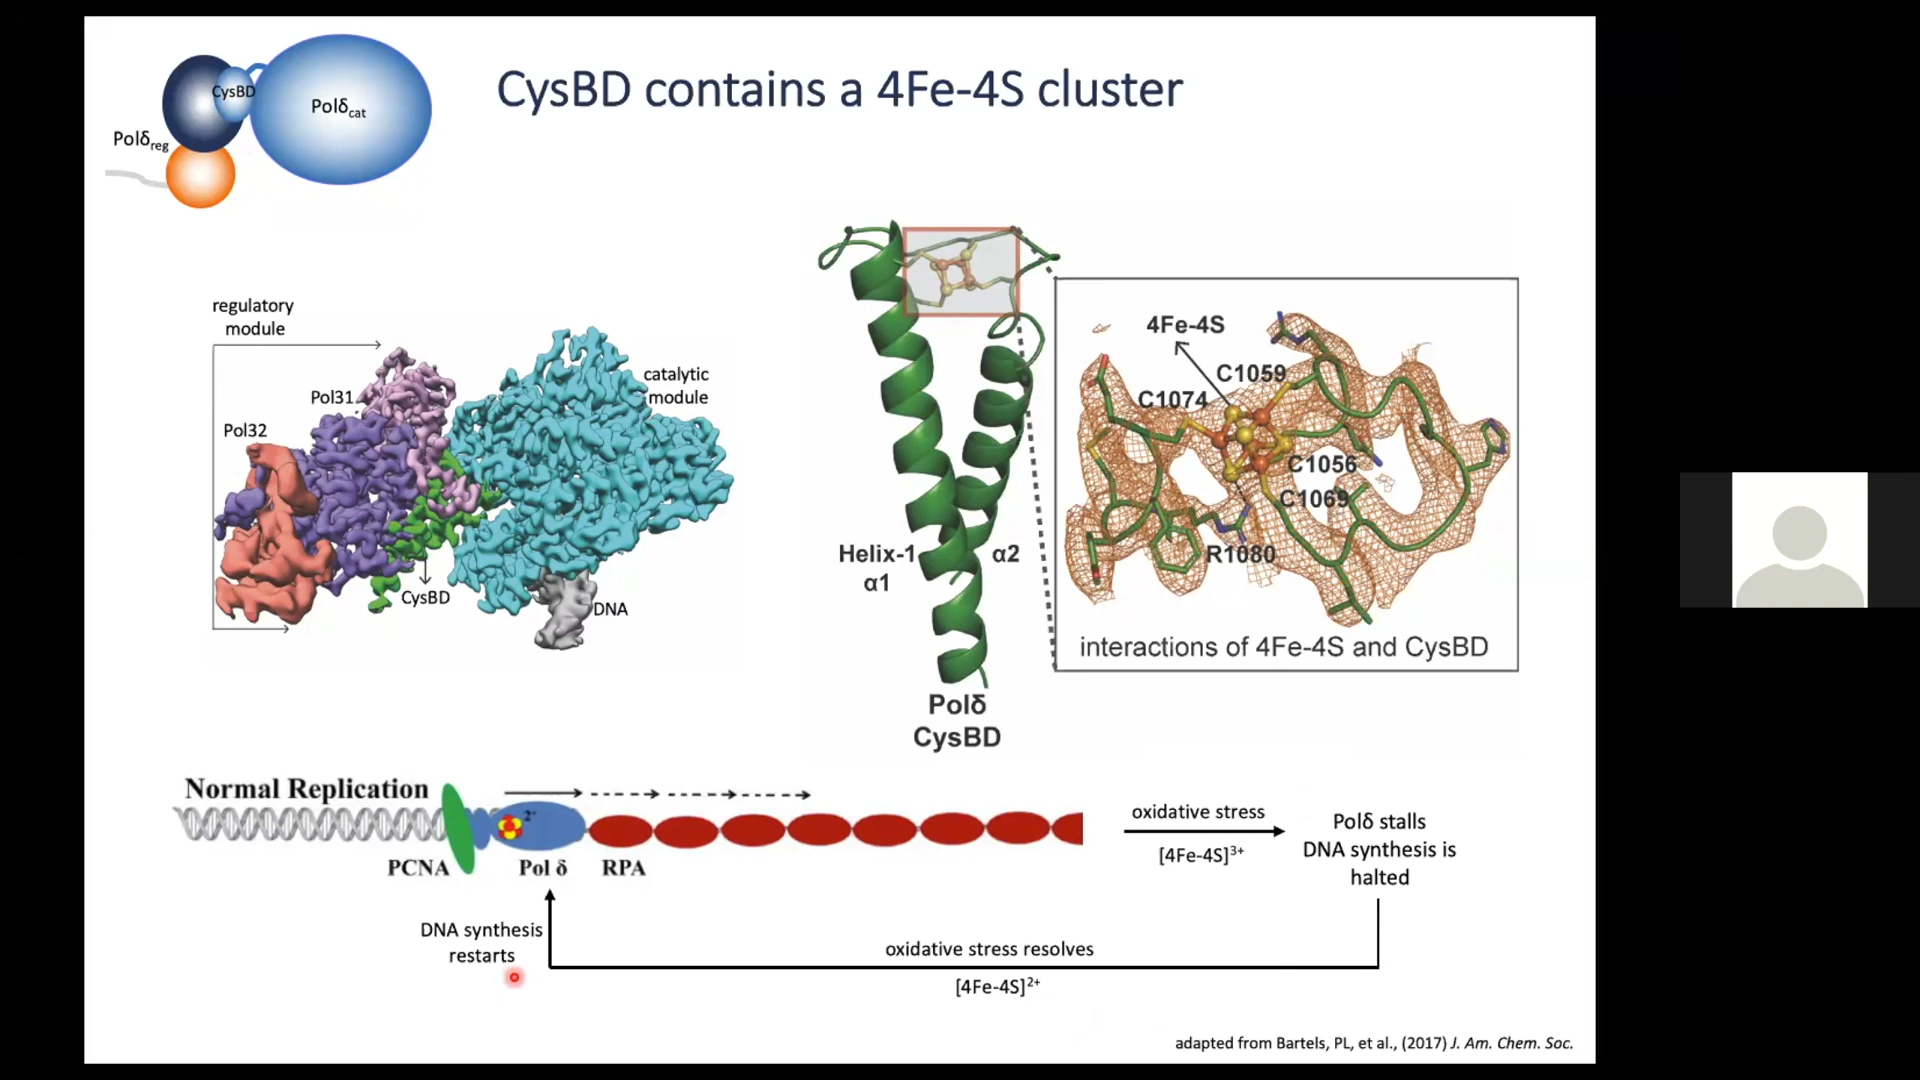 CysBD contains a 4Fe-4S cluster
CysBD
Polδcat
Polδreg
regulatory
module
Pol31
Pol32
catalytic
module
CysBD
DNA
Helix-1
α1
α2
Polδ
CysBD
4Fe-4S
C1059
C1074
C1056
C1069
R1080
interactions of 4Fe-4S and CysBD
Normal Replication
2+
PCNA
Pol δ
RPA
oxidative stress
[4Fe-4S]3+
Polδ stalls
DNA synthesis is
halted
DNA synthesis
restarts
oxidative stress resolves
[4Fe-4S]2+
adapted from Bartels, PL, et al., (2017) J. Am. Chem. Soc.